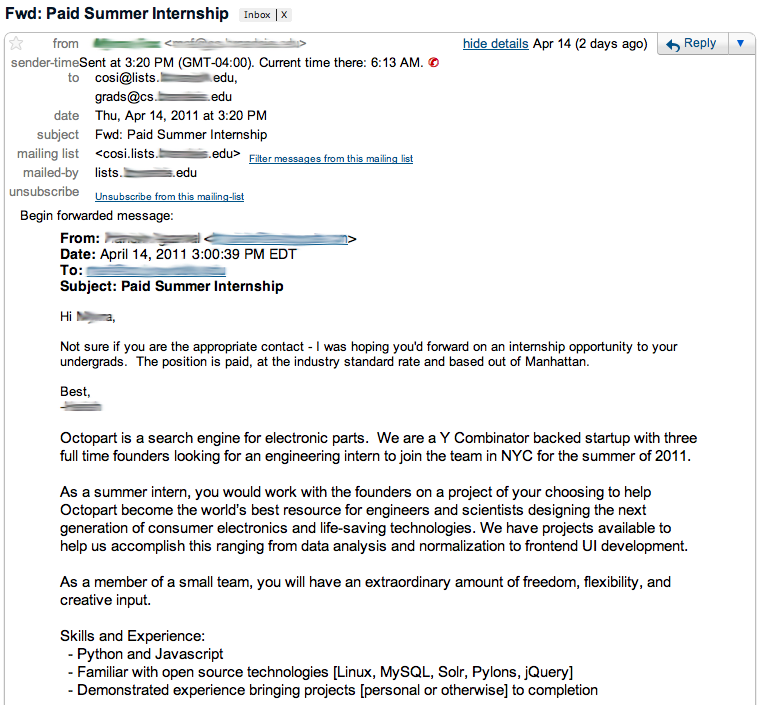 Fwd: Paid Summer Internship Inbox | X
from hide details Apr 14 (2 days ago) Reply
sender-time Sent at 3:20 PM (GMT-04:00). Current time there: 6:13 AM.
to cosi@lists. .edu,
grads@cs. .edu
date Thu, Apr 14, 2011 at 3:20 PM
subject Fwd: Paid Summer Internship
mailing list <cosi.lists. .edu> Filter messages from this mailing list
mailed-by lists. .edu
unsubscribe Unsubscribe from this mailing-list
Begin forwarded message:
From: < >
Date: April 14, 2011 3:00:39 PM EDT
To:
Subject: Paid Summer Internship
Hi ,
Not sure if you are the appropriate contact - I was hoping you'd forward on an internship opportunity to your
undergrads. The position is paid, at the industry standard rate and based out of Manhattan.
Best,
-
Octopart is a search engine for electronic parts. We are a Y Combinator backed startup with three
full time founders looking for an engineering intern to join the team in NYC for the summer of 2011.
As a summer intern, you would work with the founders on a project of your choosing to help
Octopart become the world's best resource for engineers and scientists designing the next
generation of consumer electronics and life-saving technologies. We have projects available to
help us accomplish this ranging from data analysis and normalization to frontend UI development.
As a member of a small team, you will have an extraordinary amount of freedom, flexibility, and
creative input.
Skills and Experience:
- Python and Javascript
- Familiar with open source technologies [Linux, MySQL, Solr, Pylons, jQuery]
- Demonstrated experience bringing projects [personal or otherwise] to completion